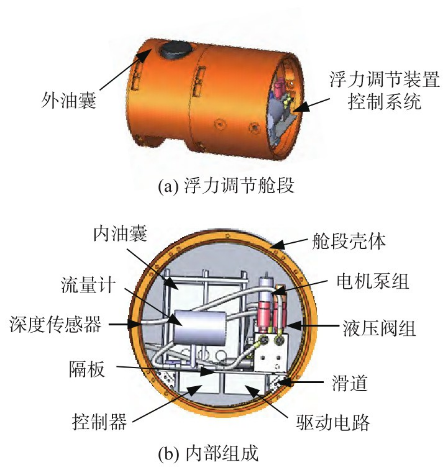 外油囊
浮力调节装置
控制系统
(a) 浮力调节舱段
内油囊
舱段壳体
流量计
电机泵组
深度传感器
液压阀组
隔板
滑道
控制器
驱动电路
(b) 内部组成